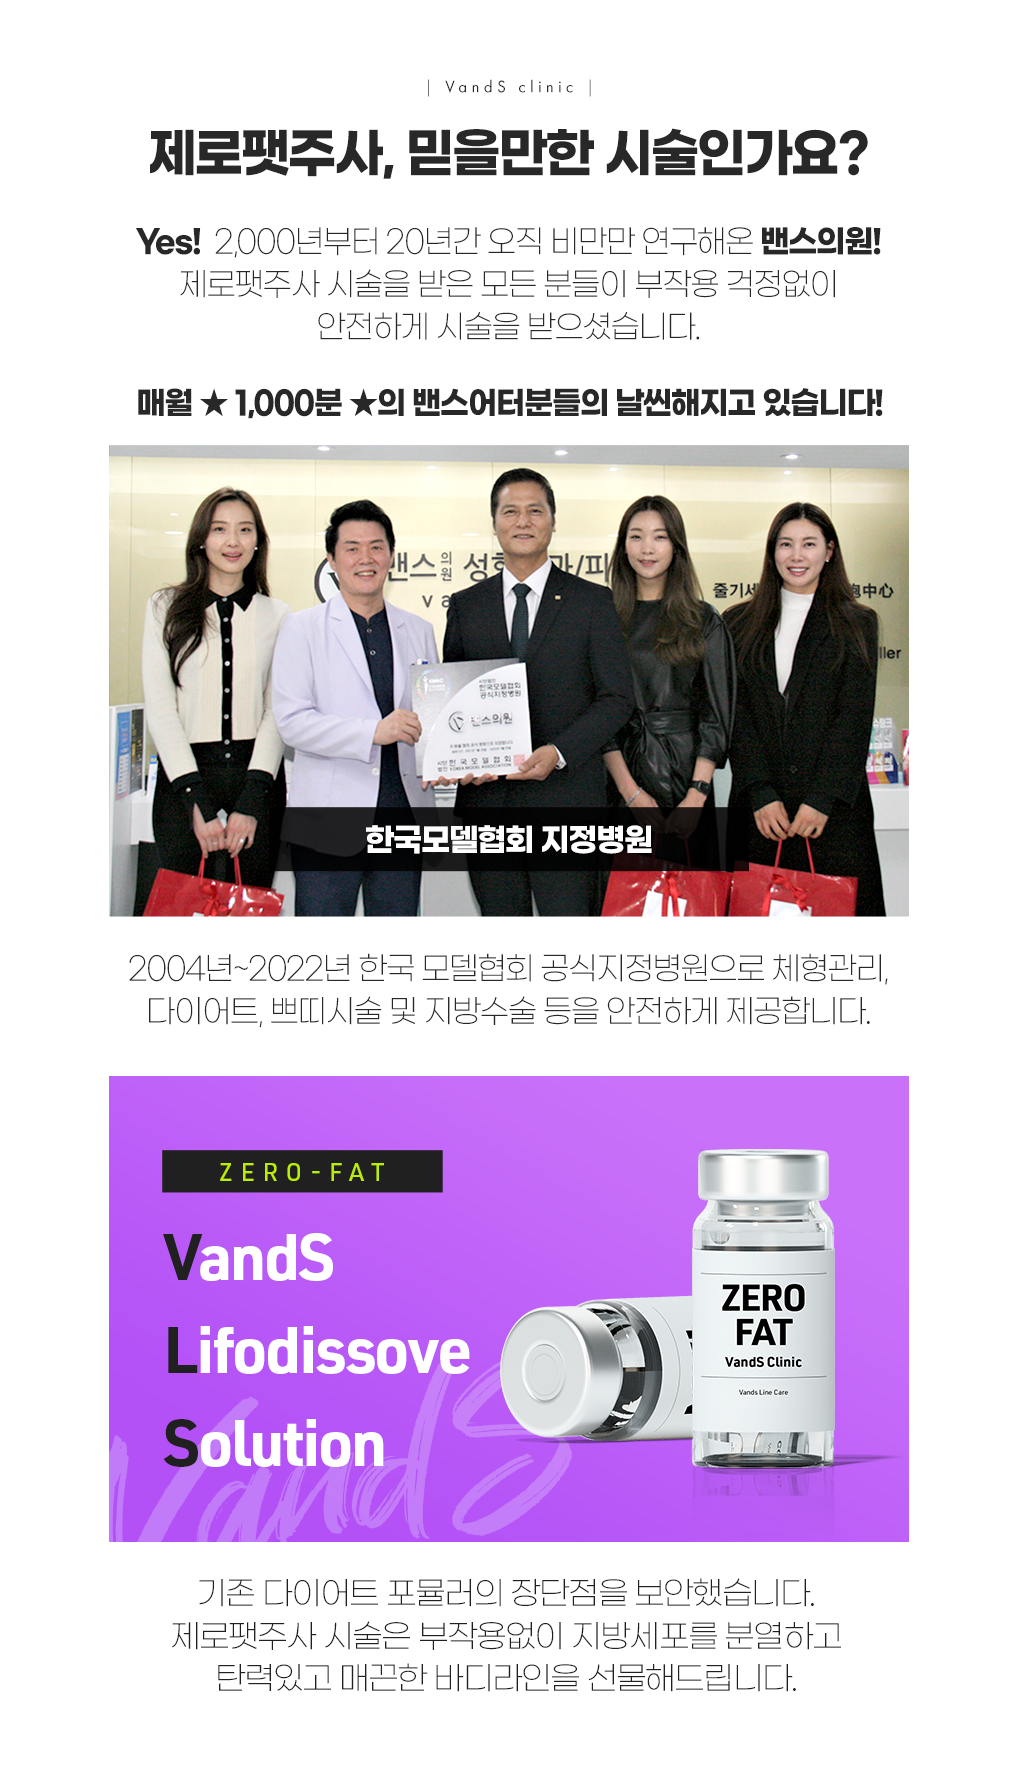 | VandS clinic |
제로팻주사, 믿을만한 시술인가요?
Yes! 2,000년부터 20년간 오직 비만만 연구해온 밴스의원!
제로팻주사 시술을 받은 모든 분들이 부작용 걱정없이
안전하게 시술을 받으셨습니다.
매월 ★ 1,000분 ★의 밴스어터분들의 날씬해지고 있습니다!
밴스의원 성형 과/피
va
줄기세 胞中心
ller
사단법인
한국모델협회
공식지정병원
밴스의원
사단법인 한국모델협회
KOREA MODEL ASSOCIATION
한국모델협회 지정병원
2004년~2022년 한국 모델협회 공식지정병원으로 체형관리,
다이어트, 쁘띠시술 및 지방수술 등을 안전하게 제공합니다.
ZERO-FAT
VandS
Lifodissove
Solution
VandS
ZERO
FAT
VandS Clinic
Vands Line Care
기존 다이어트 포뮬러의 장단점을 보안했습니다.
제로팻주사 시술은 부작용없이 지방세포를 분열하고
탄력있고 매끈한 바디라인을 선물해드립니다.